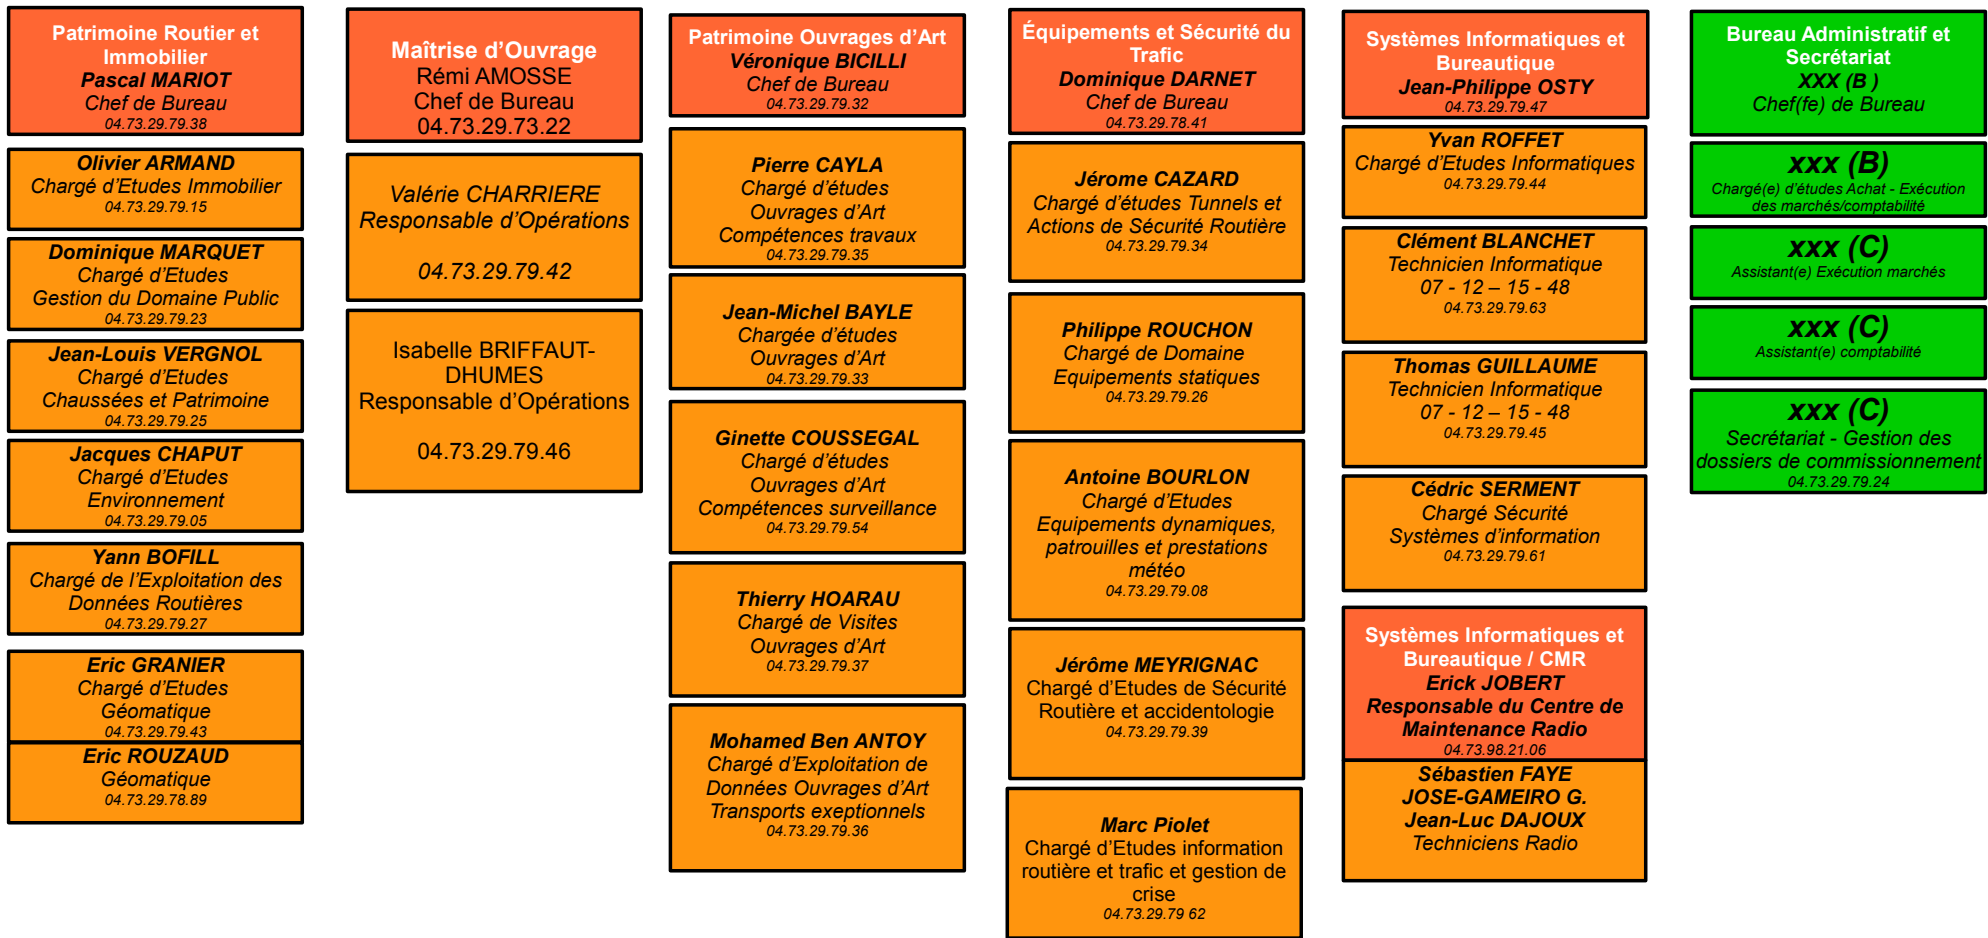 Patrimoine Routier et
Immobilier
Pascal MARIOT
Chef de Bureau
04.73.29.79.38
Olivier ARMAND
Chargé d'Etudes Immobilier
04.73.29.79.15
Dominique MARQUET
Chargé d'Etudes
Gestion du Domaine Public
04.73.29.79.23
Jean-Louis VERGNOL
Chargé d'Etudes
Chaussées et Patrimoine
04.73.29.79.25
Jacques CHAPUT
Chargé d'Etudes
Environnement
04.73.29.79.05
Yann BOFILL
Chargé de l'Exploitation des
Données Routières
04.73.29.79.27
Eric GRANIER
Chargé d'Etudes
Géomatique
04.73.29.79.43
Eric ROUZAUD
Géomatique
04.73.29.78.89
Maîtrise d'Ouvrage
Rémi AMOSSE
Chef de Bureau
04.73.29.73.22
Valérie CHARRIERE
Responsable d'Opérations
04.73.29.79.42
Isabelle BRIFFAUT-
DHUMES
Responsable d'Opérations
04.73.29.79.46
Patrimoine Ouvrages d'Art
Véronique BICILLI
Chef de Bureau
04.73.29.79.32
Pierre CAYLA
Chargé d'études
Ouvrages d'Art
Compétences travaux
04.73.29.79.35
Jean-Michel BAYLE
Chargée d'études
Ouvrages d'Art
04.73.29.79.33
Ginette COUSSEGAL
Chargé d'études
Ouvrages d'Art
Compétences surveillance
04.73.29.79.54
Thierry HOARAU
Chargé de Visites
Ouvrages d'Art
04.73.29.79.37
Mohamed Ben ANTOY
Chargé d'Exploitation de
Données Ouvrages d'Art
Transports exeptionnels
04.73.29.79.36
Équipements et Sécurité du
Trafic
Dominique DARNET
Chef de Bureau
04.73.29.78.41
Jérome CAZARD
Chargé d'études Tunnels et
Actions de Sécurité Routière
04.73.29.79.34
Philippe ROUCHON
Chargé de Domaine
Equipements statiques
04.73.29.79.26
Antoine BOURLON
Chargé d'Etudes
Equipements dynamiques,
patrouilles et prestations
météo
04.73.29.79.08
Jérôme MEYRIGNAC
Chargé d'Etudes de Sécurité
Routière et accidentologie
04.73.29.79.39
Marc Piolet
Chargé d'Etudes information
routière et trafic et gestion de
crise
04.73.29.79 62
Systèmes Informatiques et
Bureautique
Jean-Philippe OSTY
04.73.29.79.47
Yvan ROFFET
Chargé d'Etudes Informatiques
04.73.29.79.44
Clément BLANCHET
Technicien Informatique
07 - 12 – 15 - 48
04.73.29.79.63
Thomas GUILLAUME
Technicien Informatique
07 - 12 – 15 - 48
04.73.29.79.45
Cédric SERMENT
Chargé Sécurité
Systèmes d'information
04.73.29.79.61
Systèmes Informatiques et
Bureautique / CMR
Erick JOBERT
Responsable du Centre de
Maintenance Radio
04.73.98.21.06
Sébastien FAYE
JOSE-GAMEIRO G.
Jean-Luc DAJOUX
Techniciens Radio
Bureau Administratif et
Secrétariat
XXX (B )
Chef(fe) de Bureau
xxx (B)
Chargé(e) d'études Achat - Exécution
des marchés/comptabilité
xxx (C)
Assistant(e) Exécution marchés
xxx (C)
Assistant(e) comptabilité
xxx (C)
Secrétariat - Gestion des
dossiers de commissionnement
04.73.29.79.24